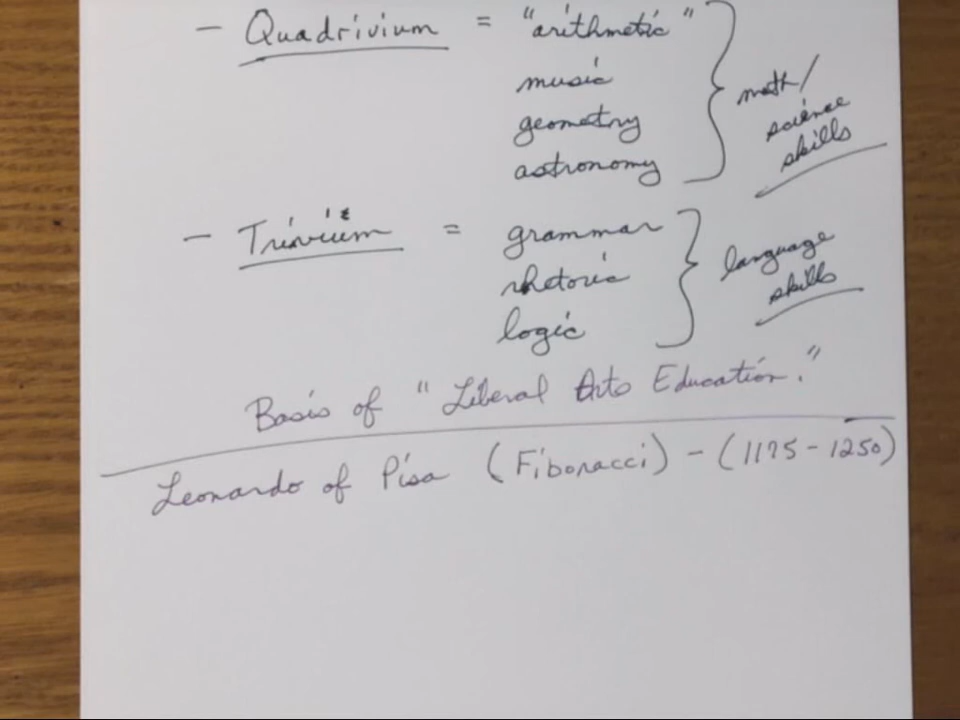 - Quadrivium = "arithmetic"
music
geometry
astronomy
math/
science
skills
- Trivium = grammar
rhetoric
logic
language
skills
Basis of "Liberal Arts Education."
Leonardo of Pisa (Fibonacci) - (1175 - 1250)